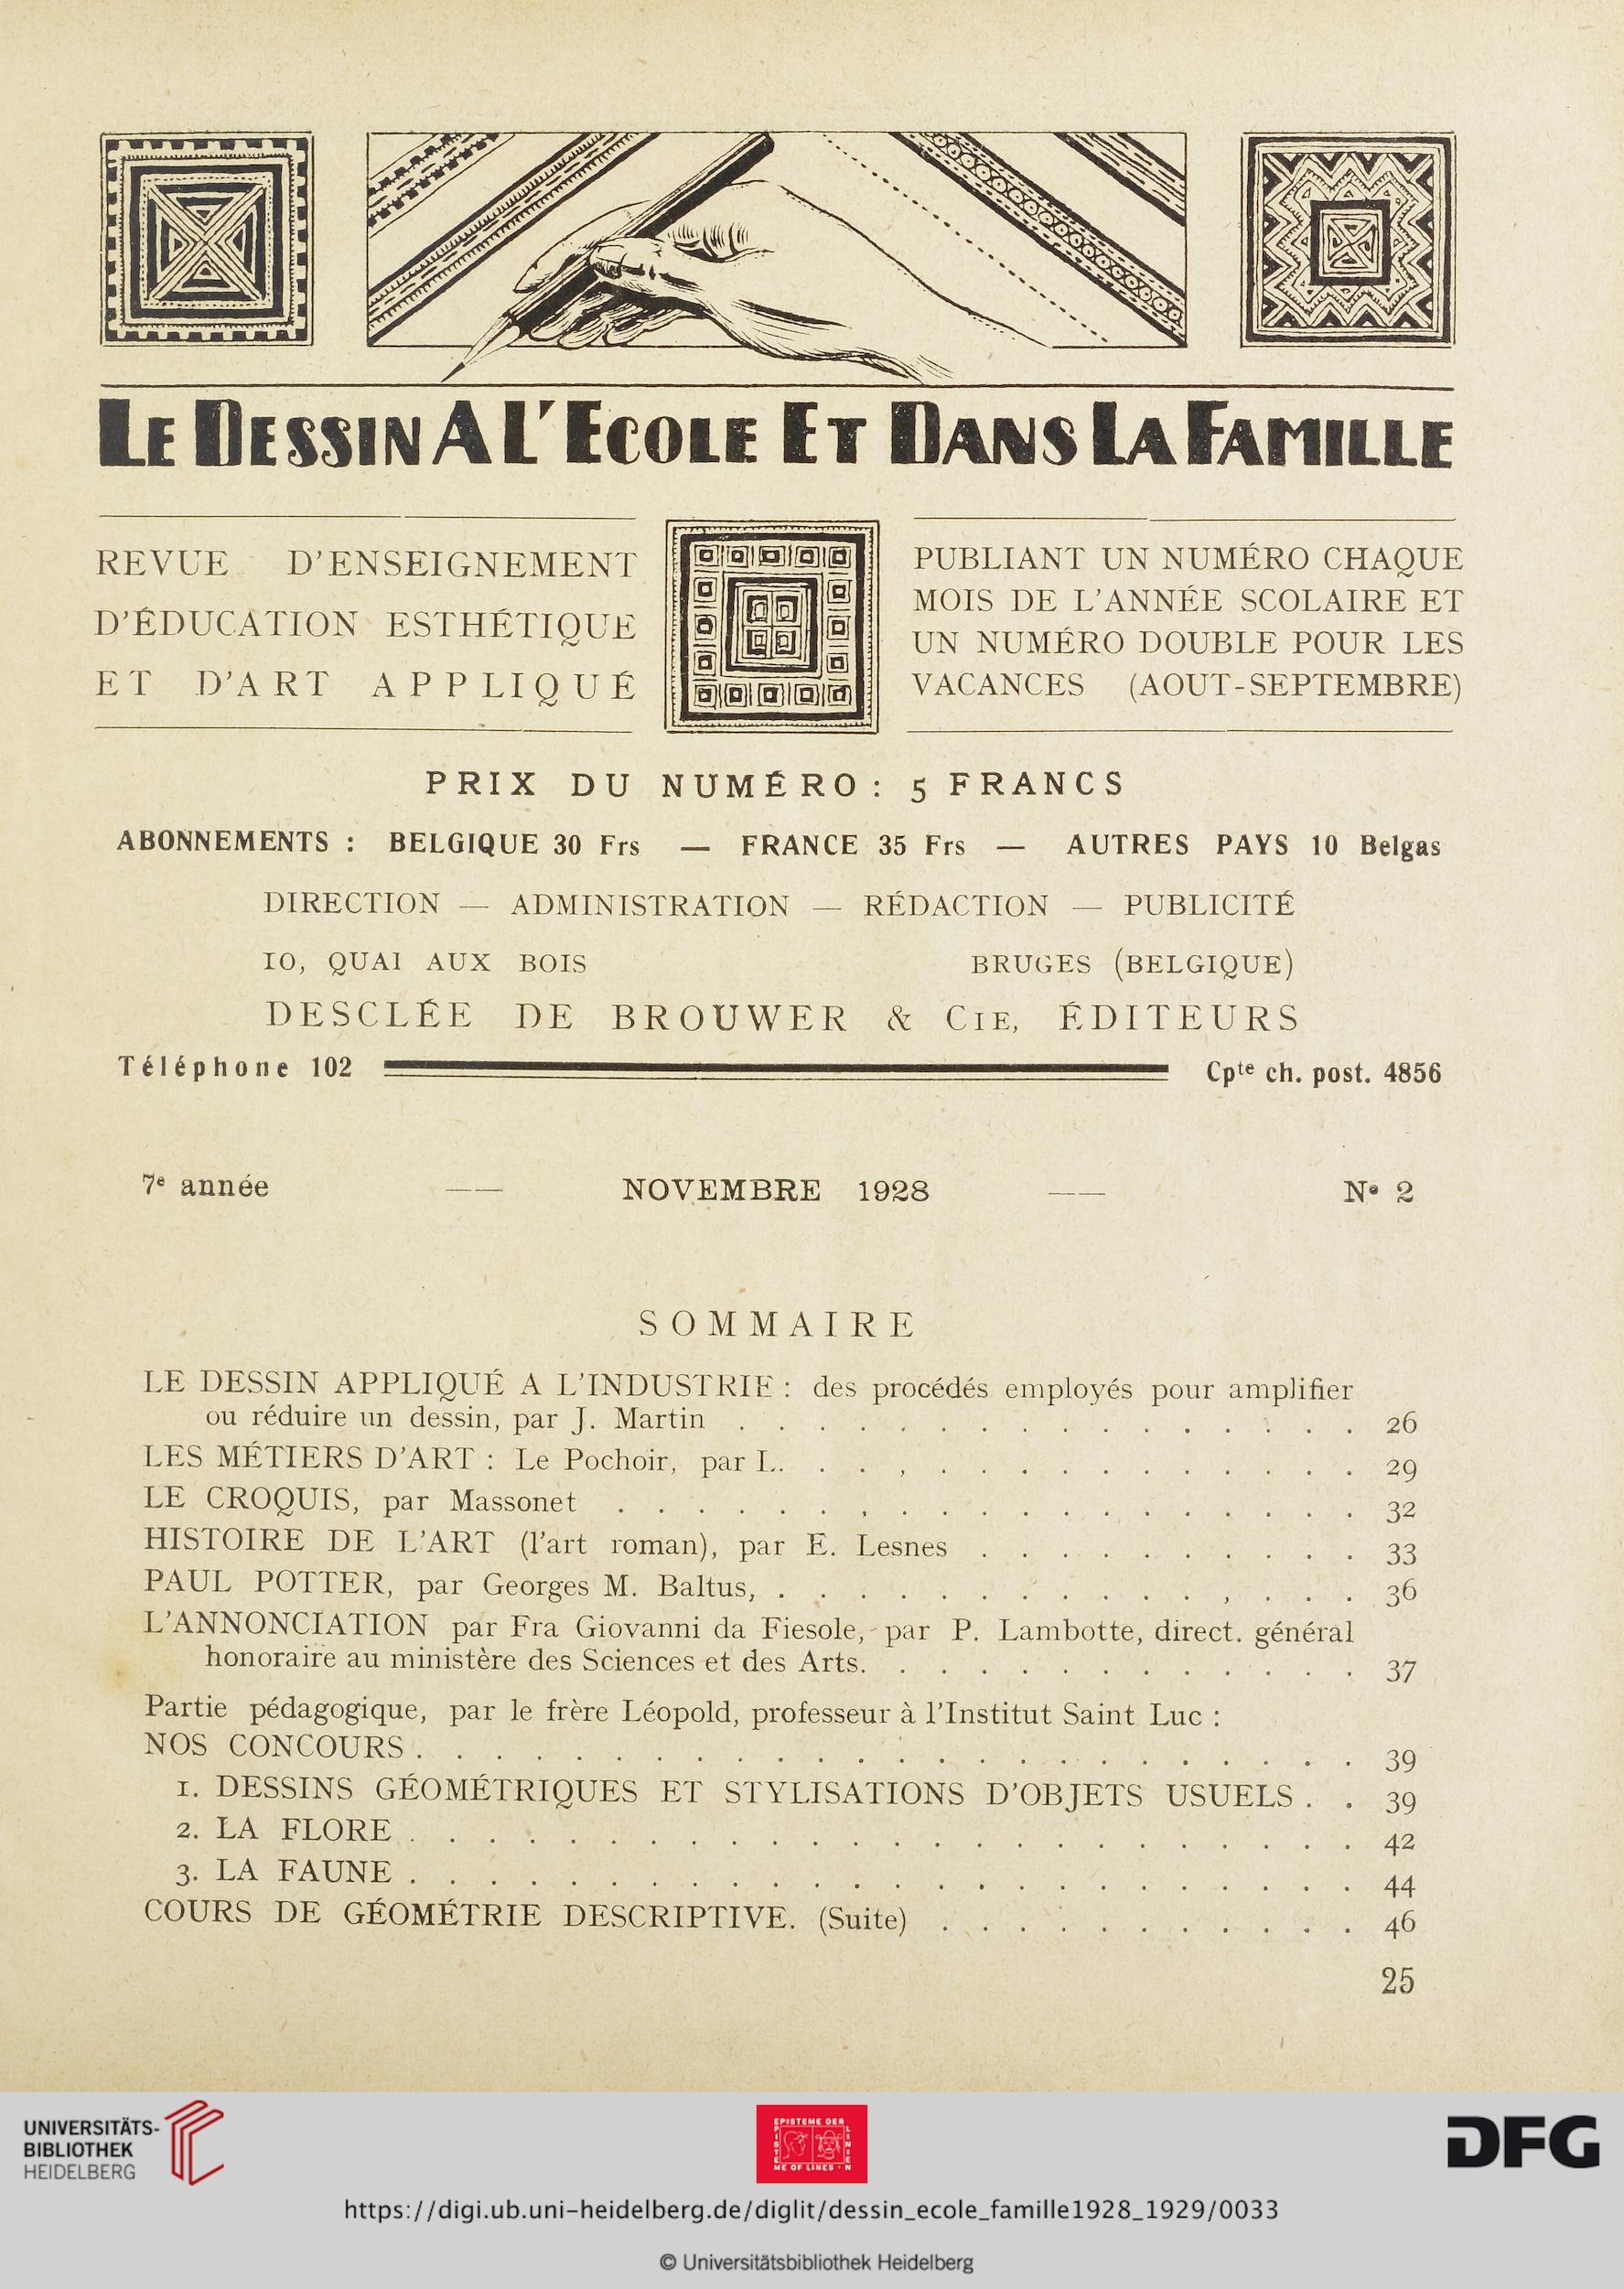 LE DESSIN A L'ECOLE ET DANS LA FAMILLE
REVUE D'ENSEIGNEMENT
D'ÉDUCATION ESTHÉTIQUE
ET D'ART APPLIQUÉ
PUBLIANT UN NUMÉRO CHAQUE
MOIS DE L'ANNÉE SCOLAIRE ET
UN NUMÉRO DOUBLE POUR LES
VACANCES (AOUT-SEPTEMBRE)
PRIX DU NUMÉRO: 5 FRANCS
ABONNEMENTS : BELGIQUE 30 Frs — FRANCE 35 Frs — AUTRES PAYS 10 Belgas
DIRECTION — ADMINISTRATION — RÉDACTION — PUBLICITÉ
10, QUAI AUX BOIS BRUGES (BELGIQUE)
DESCLÉE DE BROUWER & CIE, ÉDITEURS
Téléphone 102 Cpte ch. post. 4856
7e année — NOVEMBRE 1928 — No 2
SOMMAIRE
LE DESSIN APPLIQUÉ A L'INDUSTRIE : des procédés employés pour amplifier
ou réduire un dessin, par J. Martin . . . . . . . . . . . . . . . . 26
LES MÉTIERS D'ART : Le Pochoir, par L. . . . . . . . . . . . . . . . 29
LE CROQUIS, par Massonet . . . . . . . . . . . . . . . . . . . 32
HISTOIRE DE L'ART (l'art roman), par E. Lesnes . . . . . . . . . . 33
PAUL POTTER, par Georges M. Baltus, . . . . . . . . . . . . . . . 36
L'ANNONCIATION par Fra Giovanni da Fiesole, par P. Lambotte, direct. général
honoraire au ministère des Sciences et des Arts. . . . . . . . . . . . . 37
Partie pédagogique, par le frère Léopold, professeur à l'Institut Saint Luc :
NOS CONCOURS . . . . . . . . . . . . . . . . . . . . . . . . 39
1. DESSINS GÉOMÉTRIQUES ET STYLISATIONS D'OBJETS USUELS . . 39
2. LA FLORE . . . . . . . . . . . . . . . . . . . . . . . . 42
3. LA FAUNE . . . . . . . . . . . . . . . . . . . . . . . . 44
COURS DE GÉOMÉTRIE DESCRIPTIVE. (Suite) . . . . . . . . . . . 46
25
UNIVERSITÄTS-
BIBLIOTHEK
HEIDELBERG
EPISTEME DER
LINIEN
EPISTE
ME OF LINES
DFG
https://digi.ub.uni-heidelberg.de/diglit/dessin_ecole_famille1928_1929/0033
© Universitätsbibliothek Heidelberg